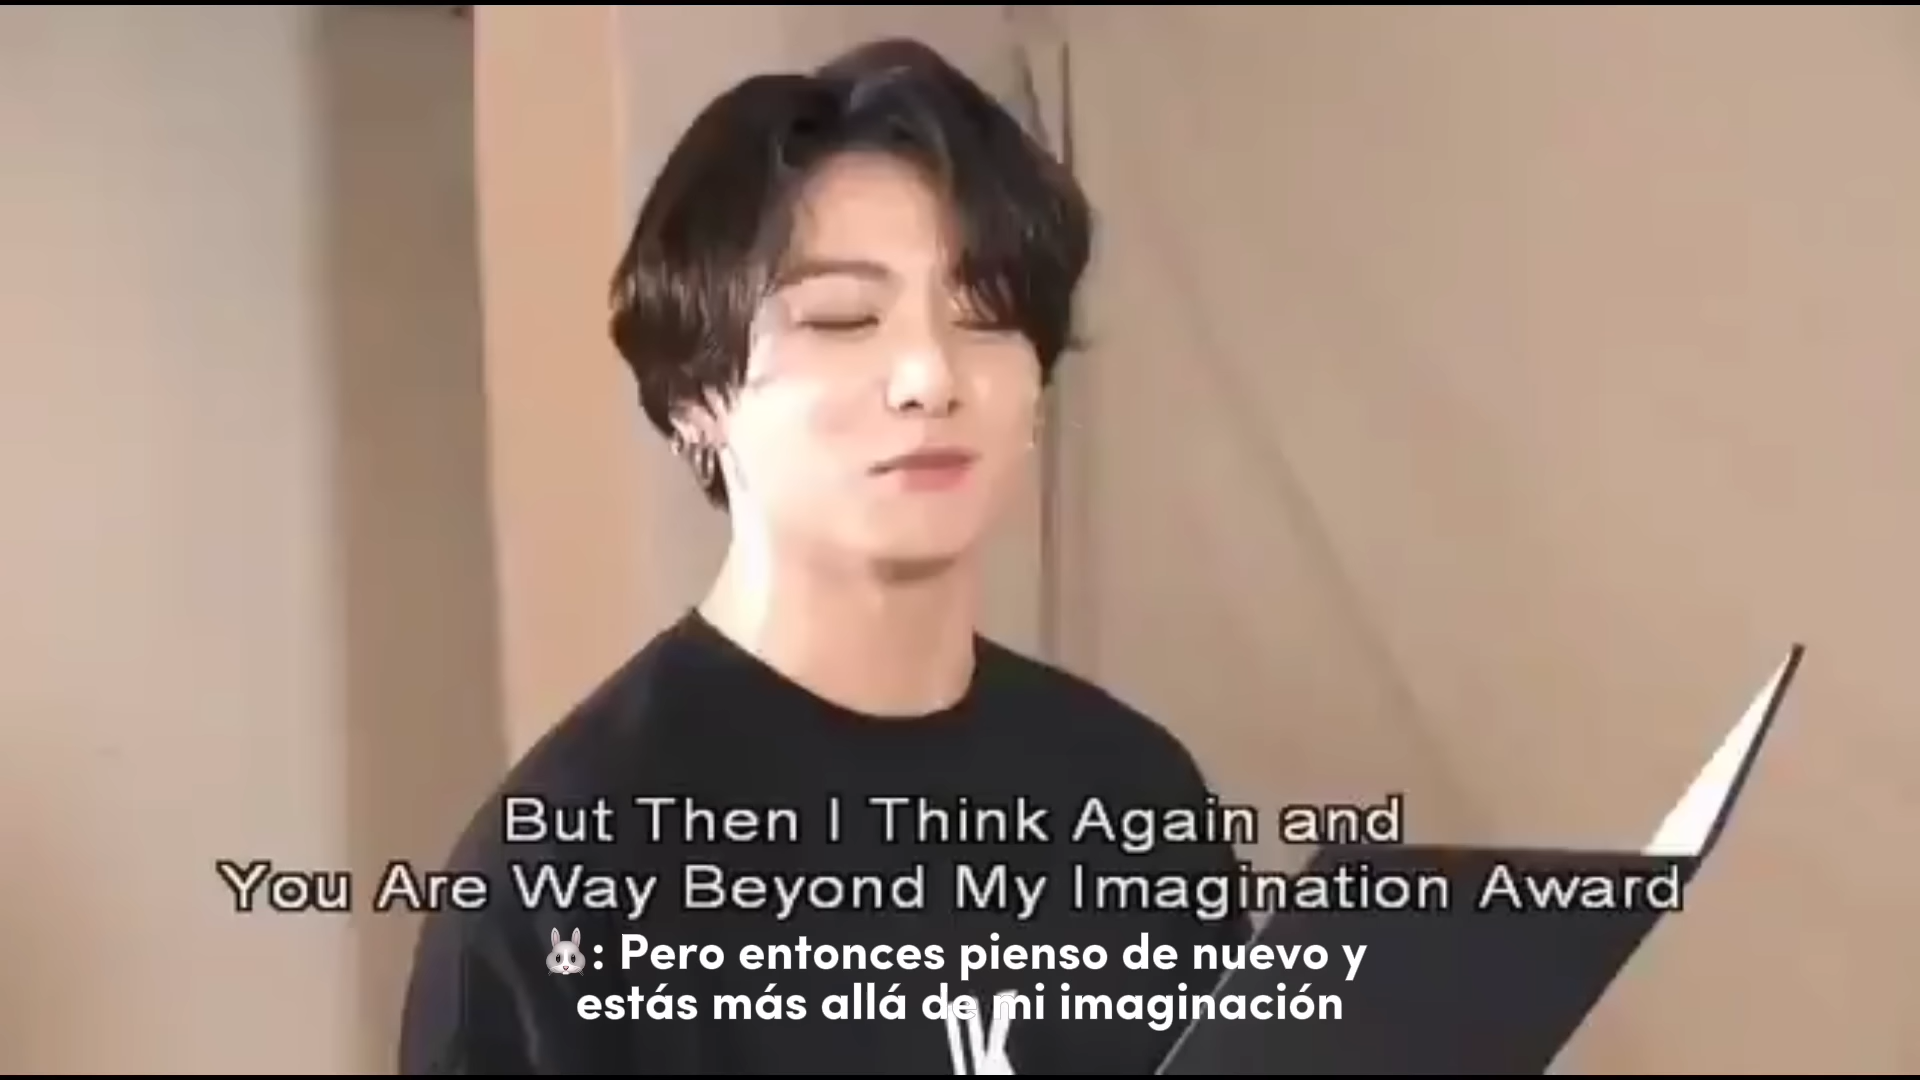 But Then I Think Again and
You Are Way Beyond My Imagination Award
🐰: Pero entonces pienso de nuevo y
estás más allá de mi imaginación